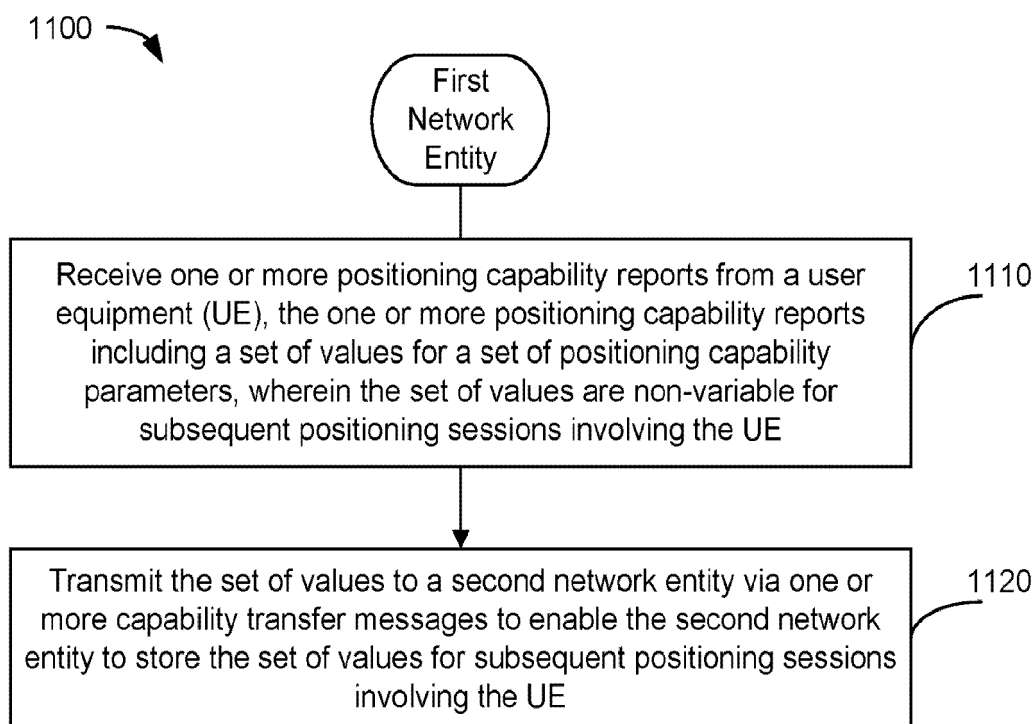 1100
First
Network
Entity
Receive one or more positioning capability reports from a user
equipment (UE), the one or more positioning capability reports
including a set of values for a set of positioning capability
parameters, wherein the set of values are non-variable for
subsequent positioning sessions involving the UE
1110
Transmit the set of values to a second network entity via one or
more capability transfer messages to enable the second network
entity to store the set of values for subsequent positioning sessions
involving the UE
1120